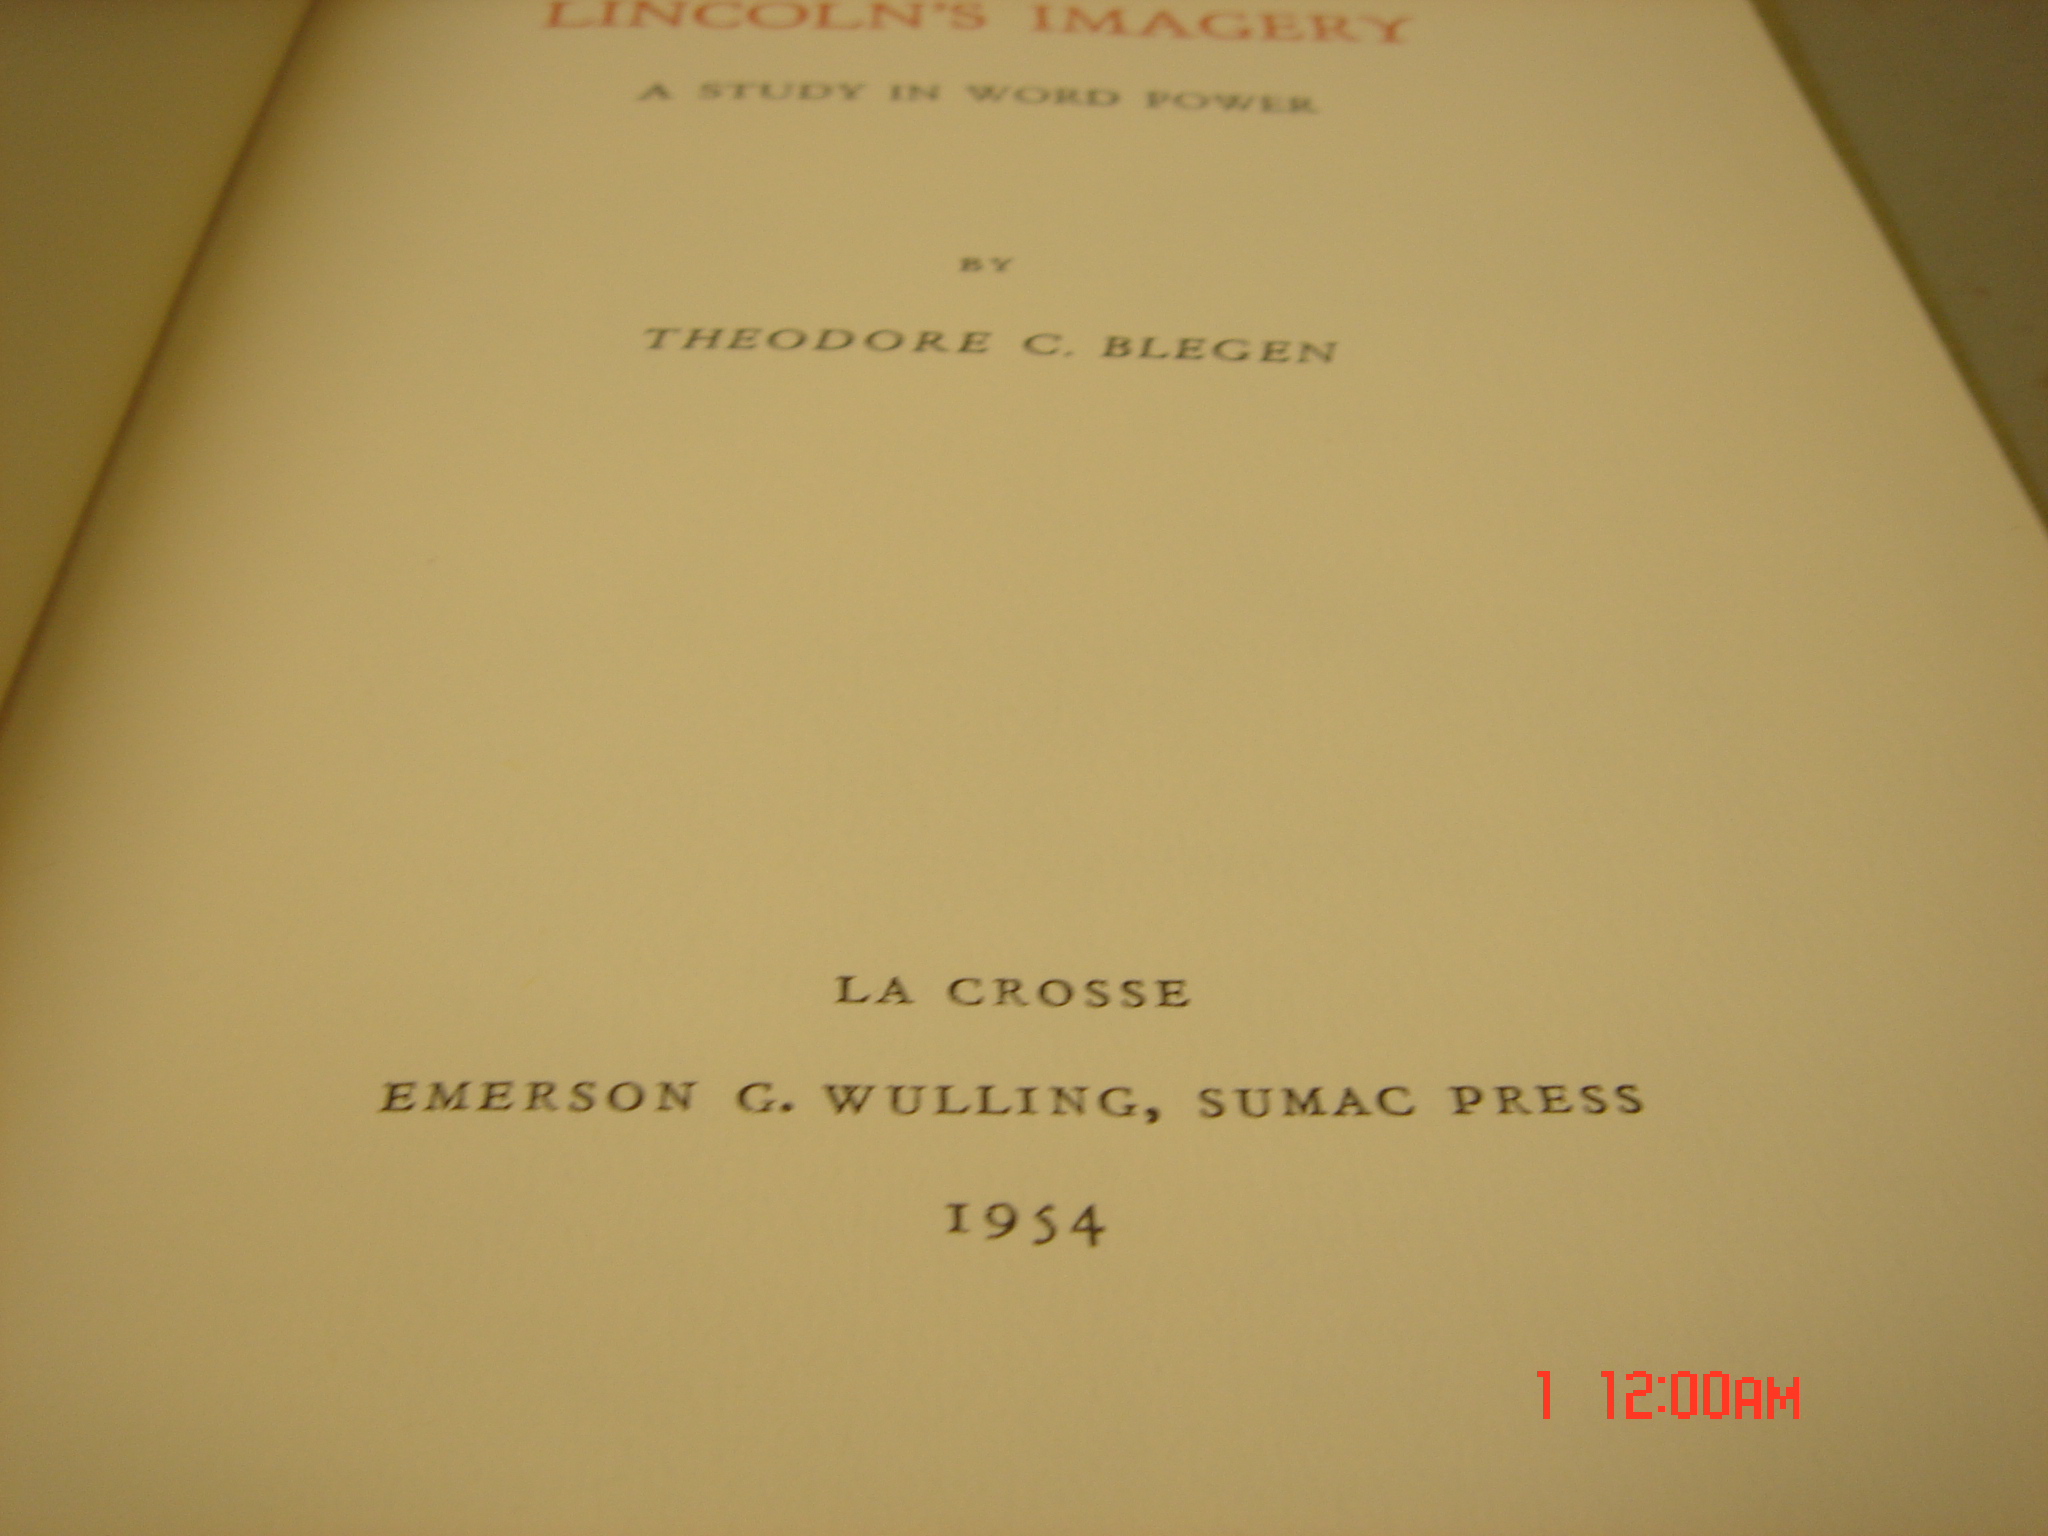 LINCOLN'S IMAGERY
A STUDY IN WORD POWER
BY
THEODORE C. BLEGEN
LA CROSSE
EMERSON G. WULLING, SUMAC PRESS
1954
1 12:00AM